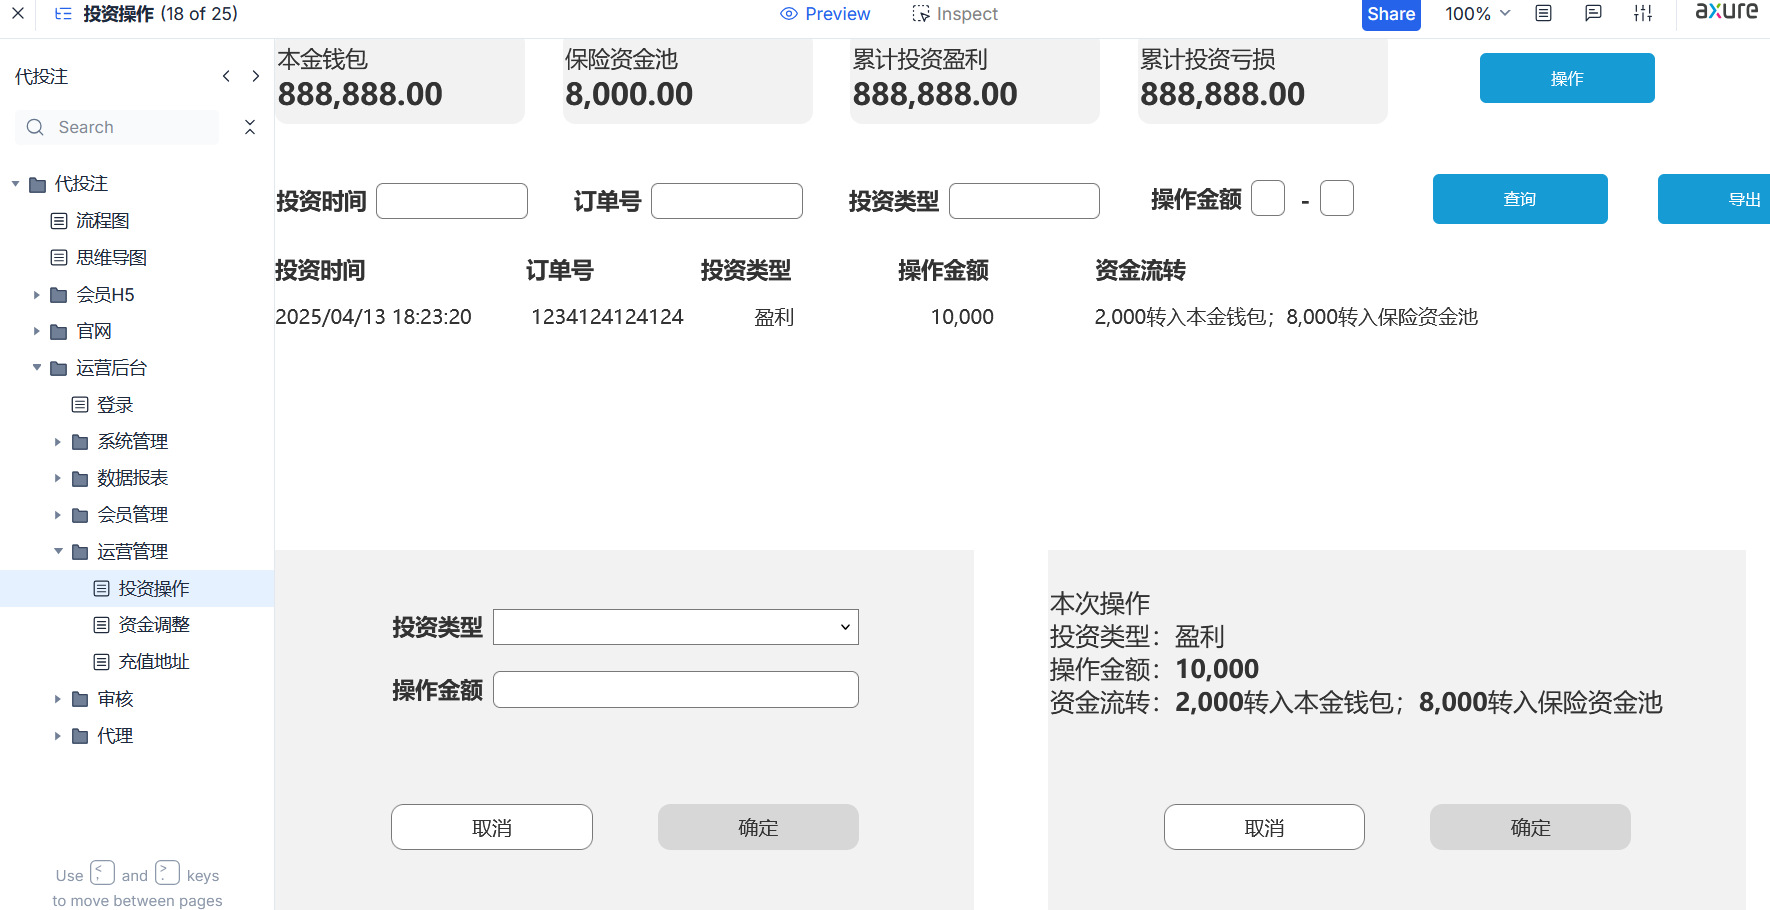 投资操作 (18 of 25)
Preview
Inspect
Share
100%
axure
代投注
Search
代投注
流程图
思维导图
会员H5
官网
运营后台
登录
系统管理
数据报表
会员管理
运营管理
投资操作
资金调整
充值地址
审核
代理
Use < , and > . keys
to move between pages
本金钱包
888,888.00
保险资金池
8,000.00
累计投资盈利
888,888.00
累计投资亏损
888,888.00
操作
投资时间
订单号
投资类型
操作金额 -
查询
导出
投资时间 订单号 投资类型 操作金额 资金流转
2025/04/13 18:23:20 1234124124124 盈利 10,000 2,000转入本金钱包；8,000转入保险资金池
投资类型
操作金额
取消
确定
本次操作
投资类型：盈利
操作金额：10,000
资金流转：2,000转入本金钱包；8,000转入保险资金池
取消
确定